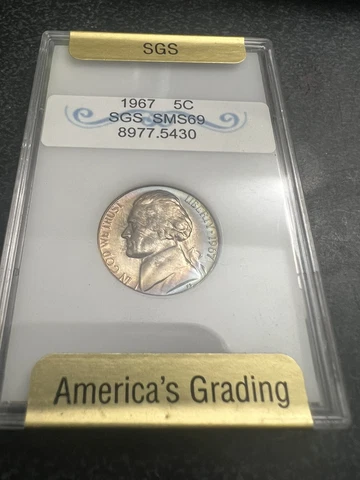 SGS
1967 5C
SGS SMS69
8977.5430
IN GOD WE TRUST
LIBERTY 1967
America's Grading